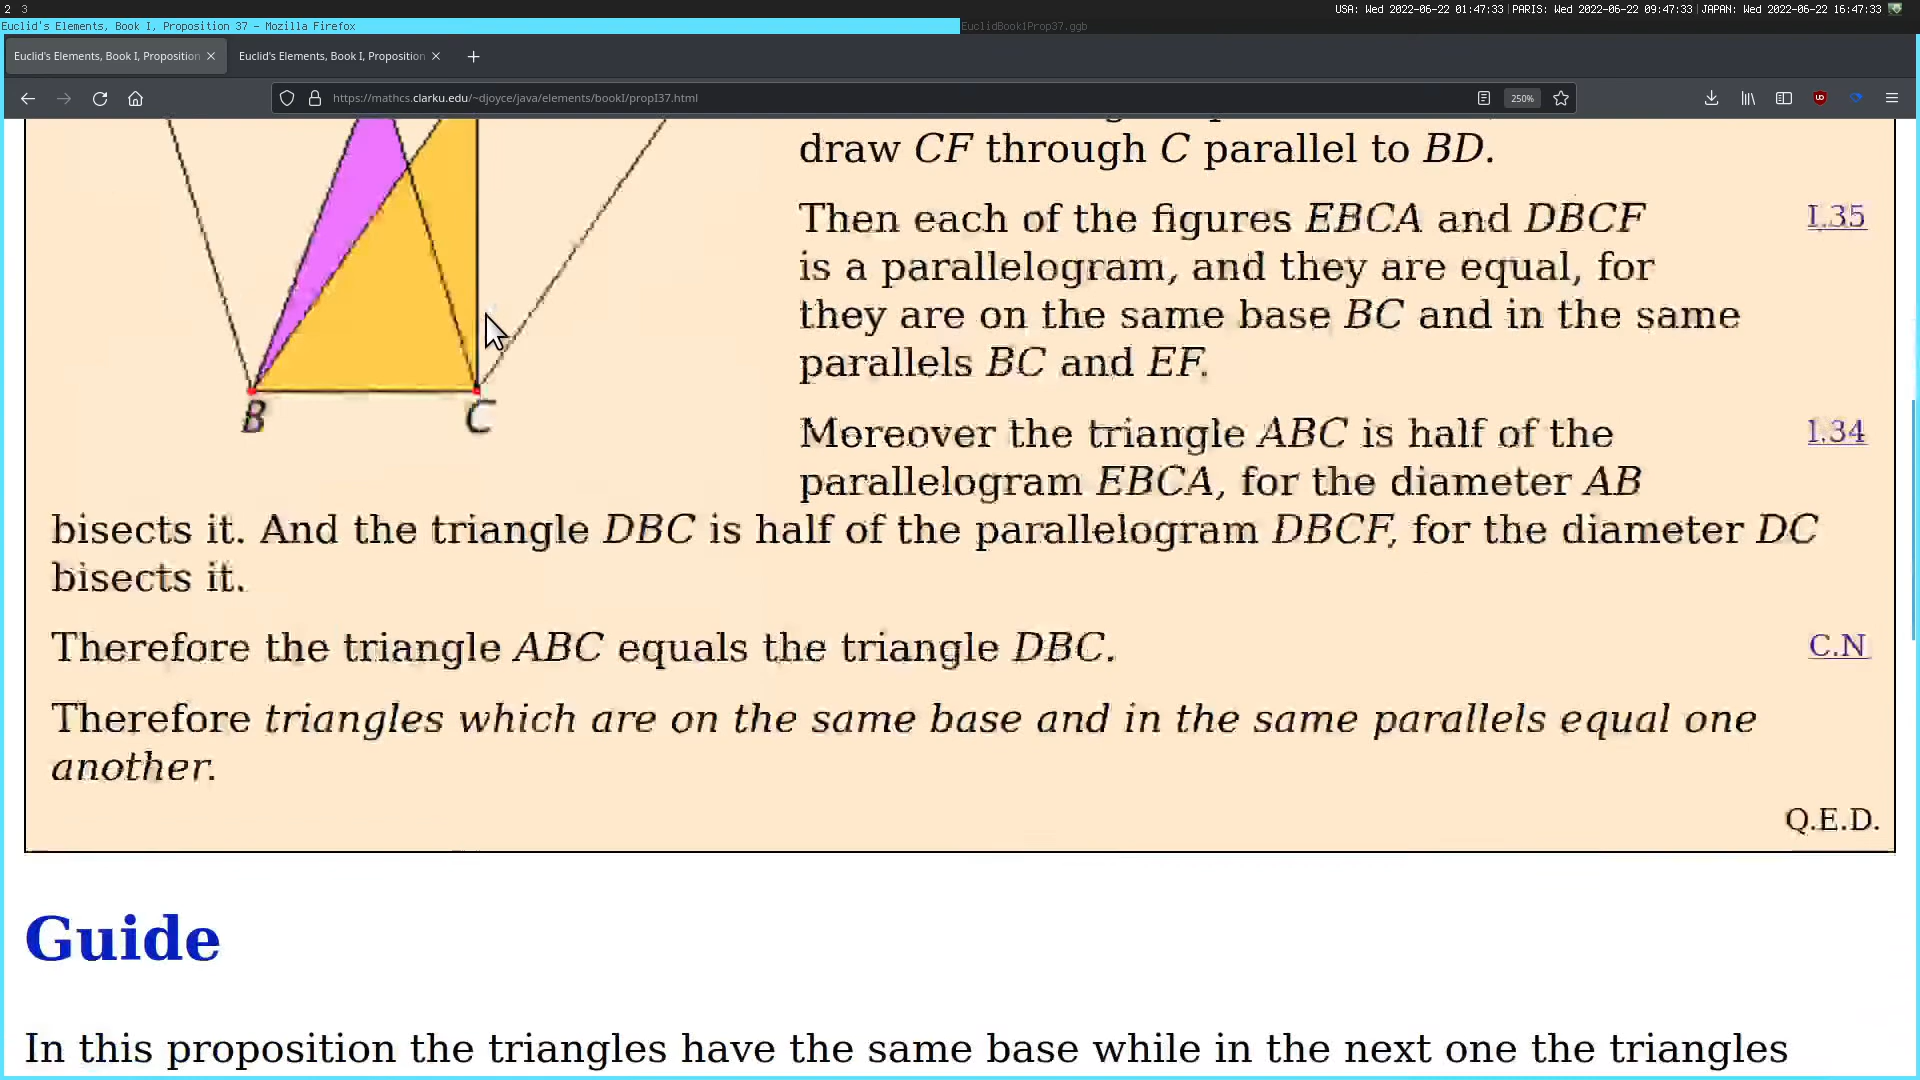 2 3
USA: Wed 2022-06-22 01:47:33 | PARIS: Wed 2022-06-22 09:47:33 | JAPAN: Wed 2022-06-22 16:47:33
Euclid's Elements, Book I, Proposition 37 — Mozilla Firefox
EuclidBook1Prop37.ggb
Euclid's Elements, Book I, Proposition
Euclid's Elements, Book I, Proposition
https://mathcs.clarku.edu/~djoyce/java/elements/bookI/propI37.html
250%
draw CF through C parallel to BD.
Then each of the figures EBCA and DBCF
I.35
is a parallelogram, and they are equal, for
they are on the same base BC and in the same
parallels BC and EF.
B
C
Moreover the triangle ABC is half of the
I.34
parallelogram EBCA, for the diameter AB
bisects it. And the triangle DBC is half of the parallelogram DBCF, for the diameter DC
bisects it.
Therefore the triangle ABC equals the triangle DBC.
C.N
Therefore triangles which are on the same base and in the same parallels equal one
another.
Q.E.D.
Guide
In this proposition the triangles have the same base while in the next one the triangles